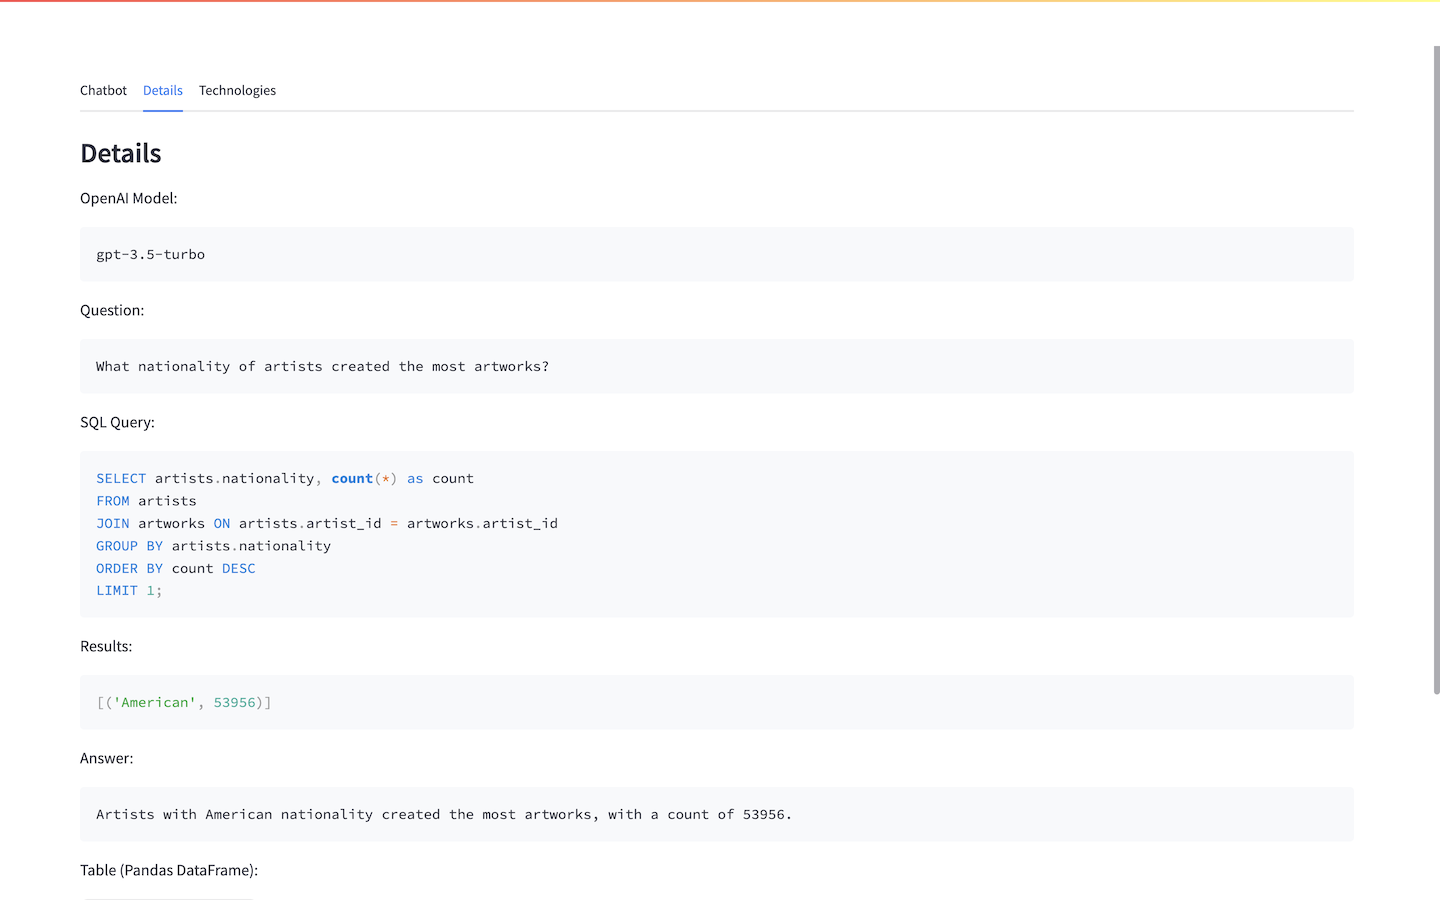 Chatbot Details Technologies
Details
OpenAI Model:
gpt-3.5-turbo
Question:
What nationality of artists created the most artworks?
SQL Query:
SELECT artists.nationality, count(*) as count
FROM artists
JOIN artworks ON artists.artist_id = artworks.artist_id
GROUP BY artists.nationality
ORDER BY count DESC
LIMIT 1;
Results:
[('American', 53956)]
Answer:
Artists with American nationality created the most artworks, with a count of 53956.
Table (Pandas DataFrame):